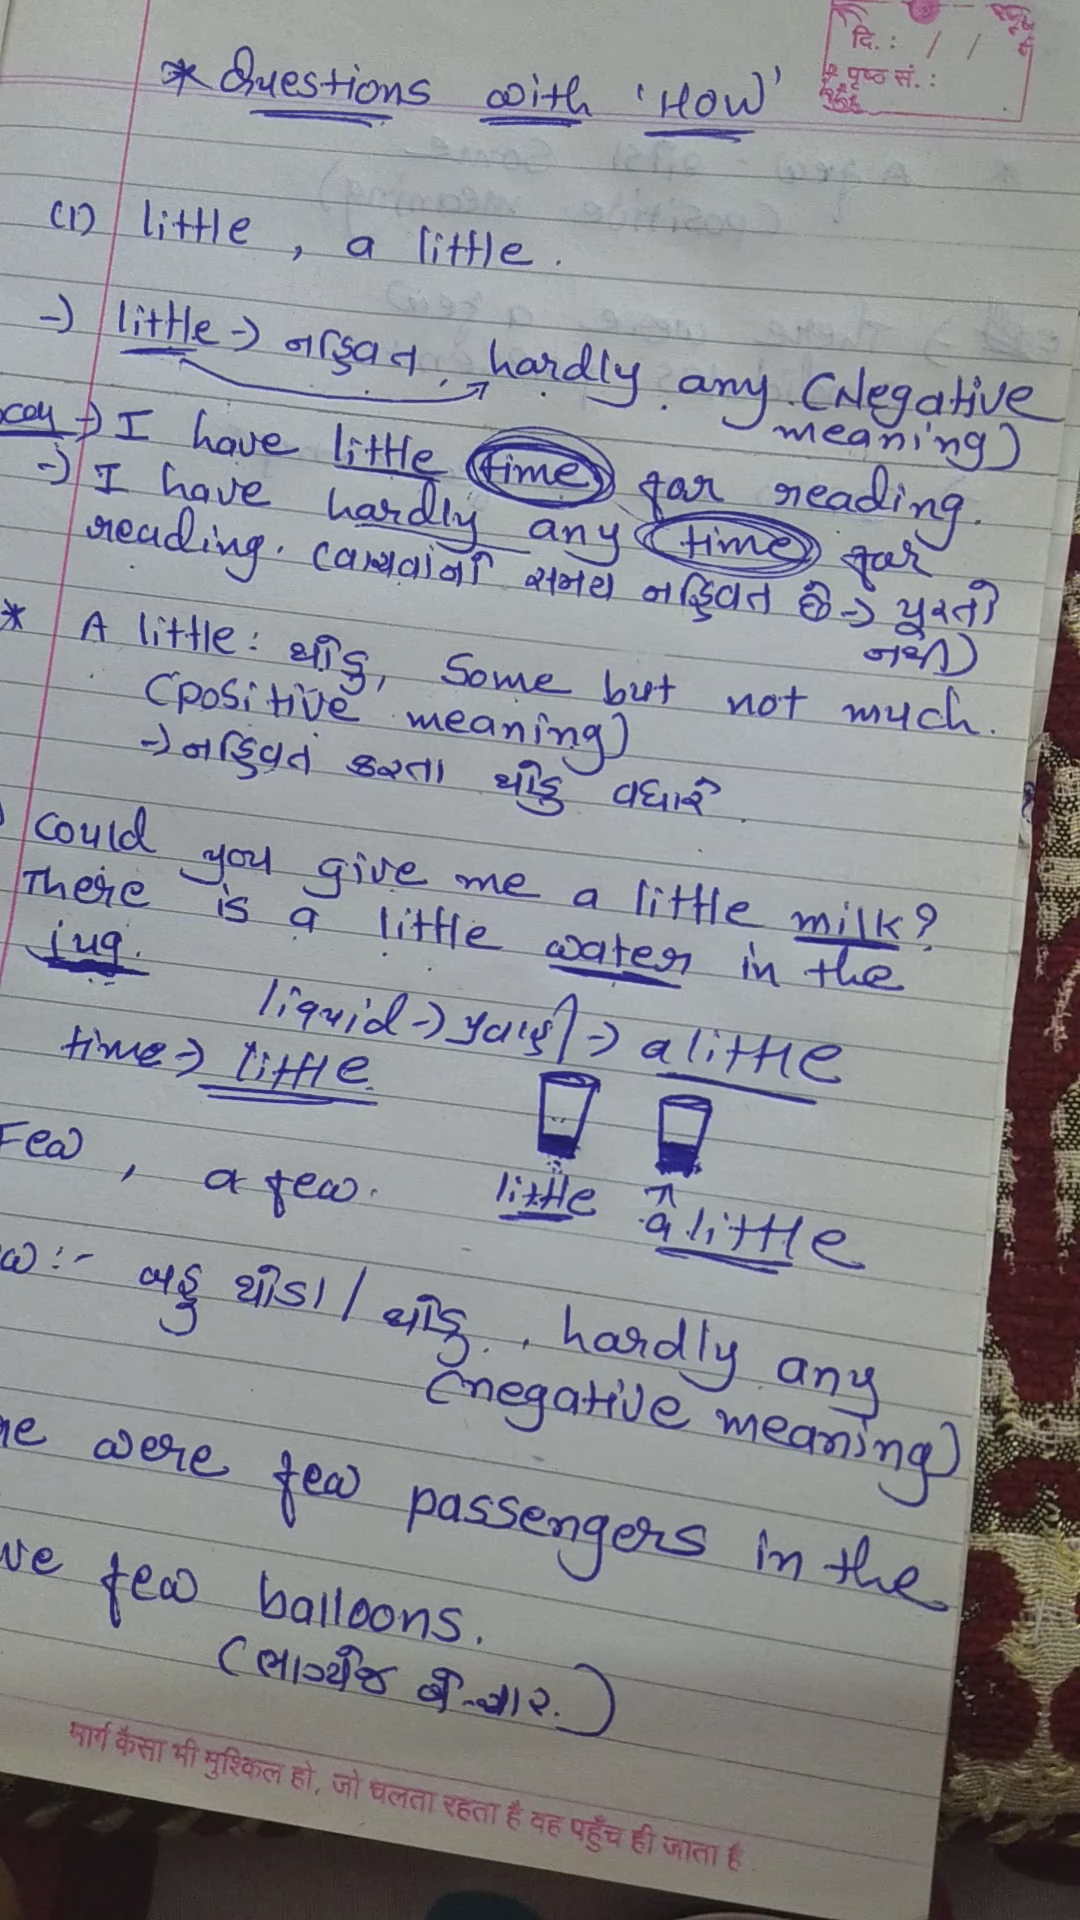 दि. : / /
पृष्ठ सं. :
* Questions with 'HOW'
(1) little , a little .
→ little → નહિવત , hardly any (Negative
meaning)
→ I have little time for reading.
→ I have hardly any time for
reading. (વાંચવાનો સમય નહિવત છે → પૂરતો
નથી)
* A little : થોડું, Some but not much.
(positive meaning)
→ નહિવત કરતા થોડું વધારે
Could you give me a little milk?
There is a little water in the
jug.
liquid → પ્રવાહી → a little
time → little
Few , a few .
little a little
w :- બહુ થોડા / થોડું , hardly any
(negative meaning)
re were few passengers in the
ve few balloons.
(ભાગ્યેજ બે-ચાર.)
मार्ग कैसा भी मुश्किल हो, जो चलता रहता है वह पहुँच ही जाता है